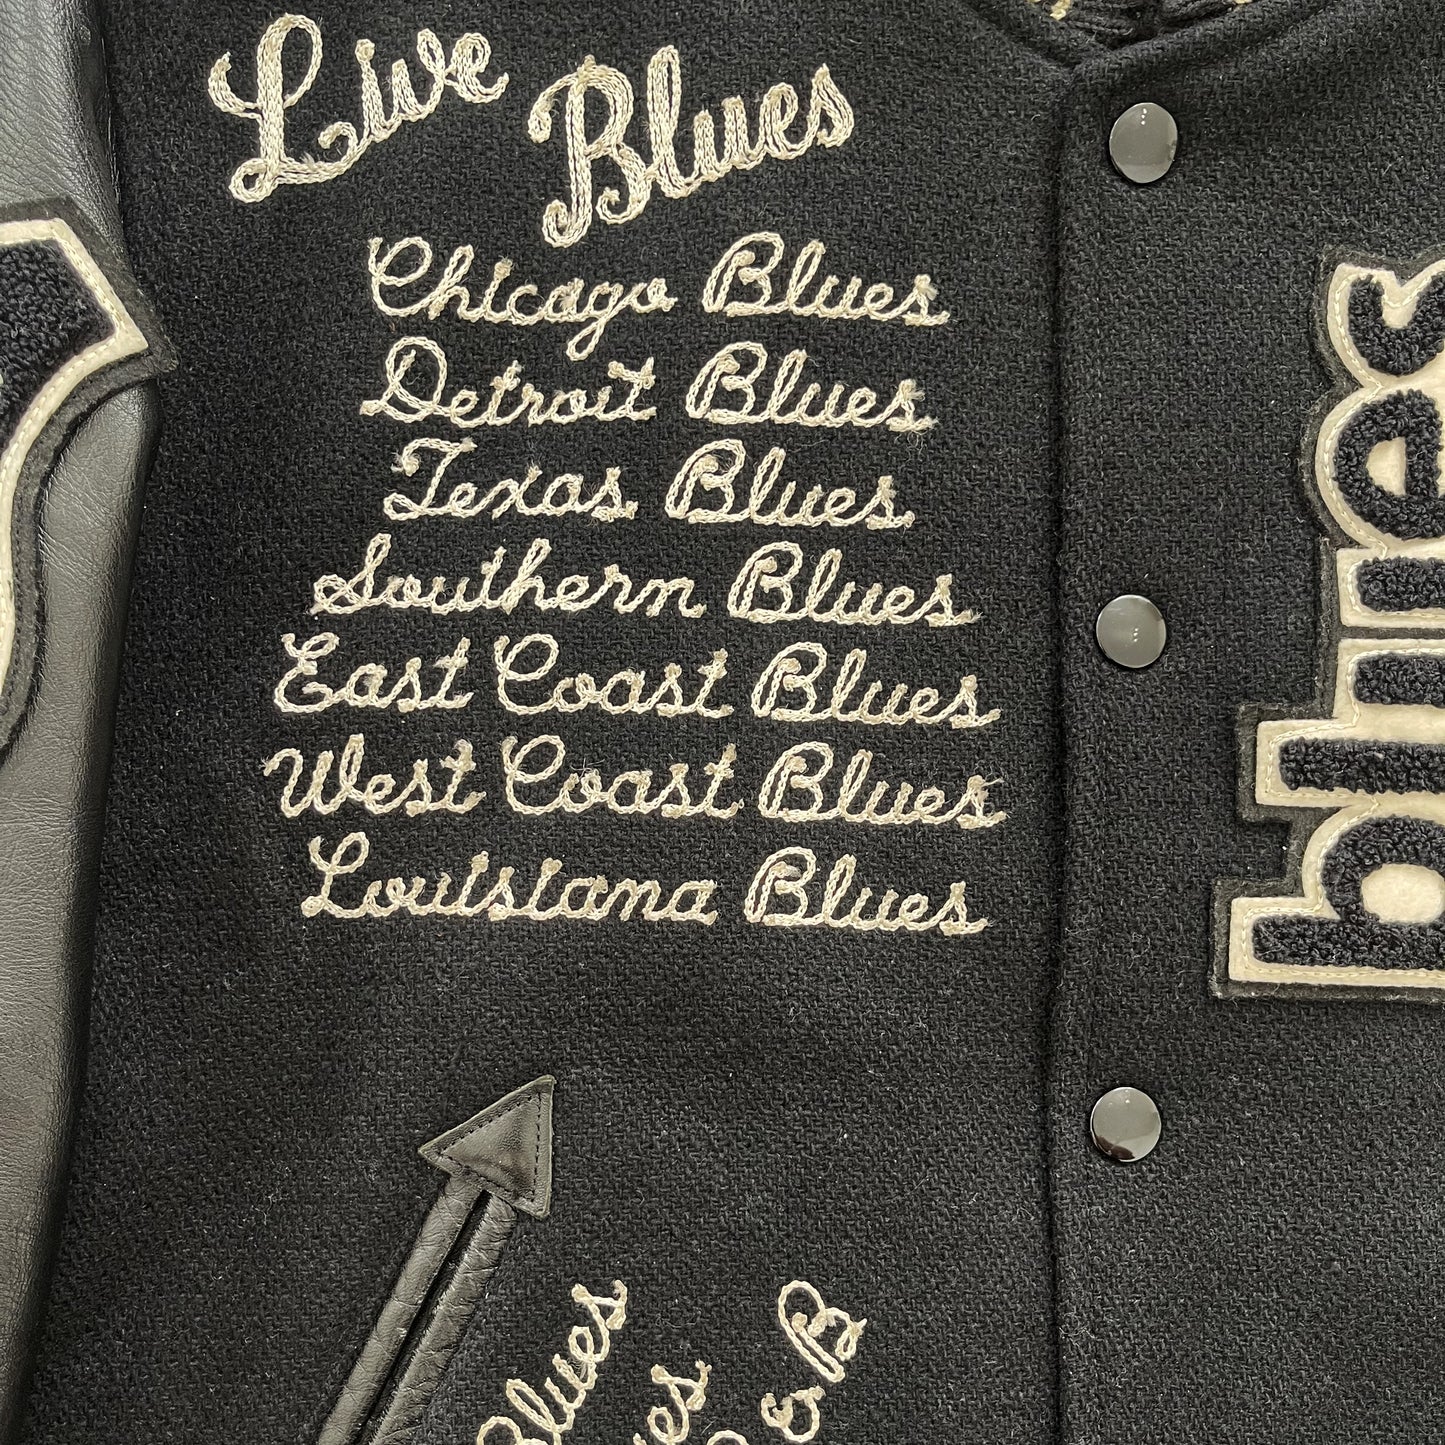 Live Blues
Chicago Blues
Detroit Blues
Texas Blues
Southern Blues
East Coast Blues
West Coast Blues
Louisiana Blues
blues
Blues